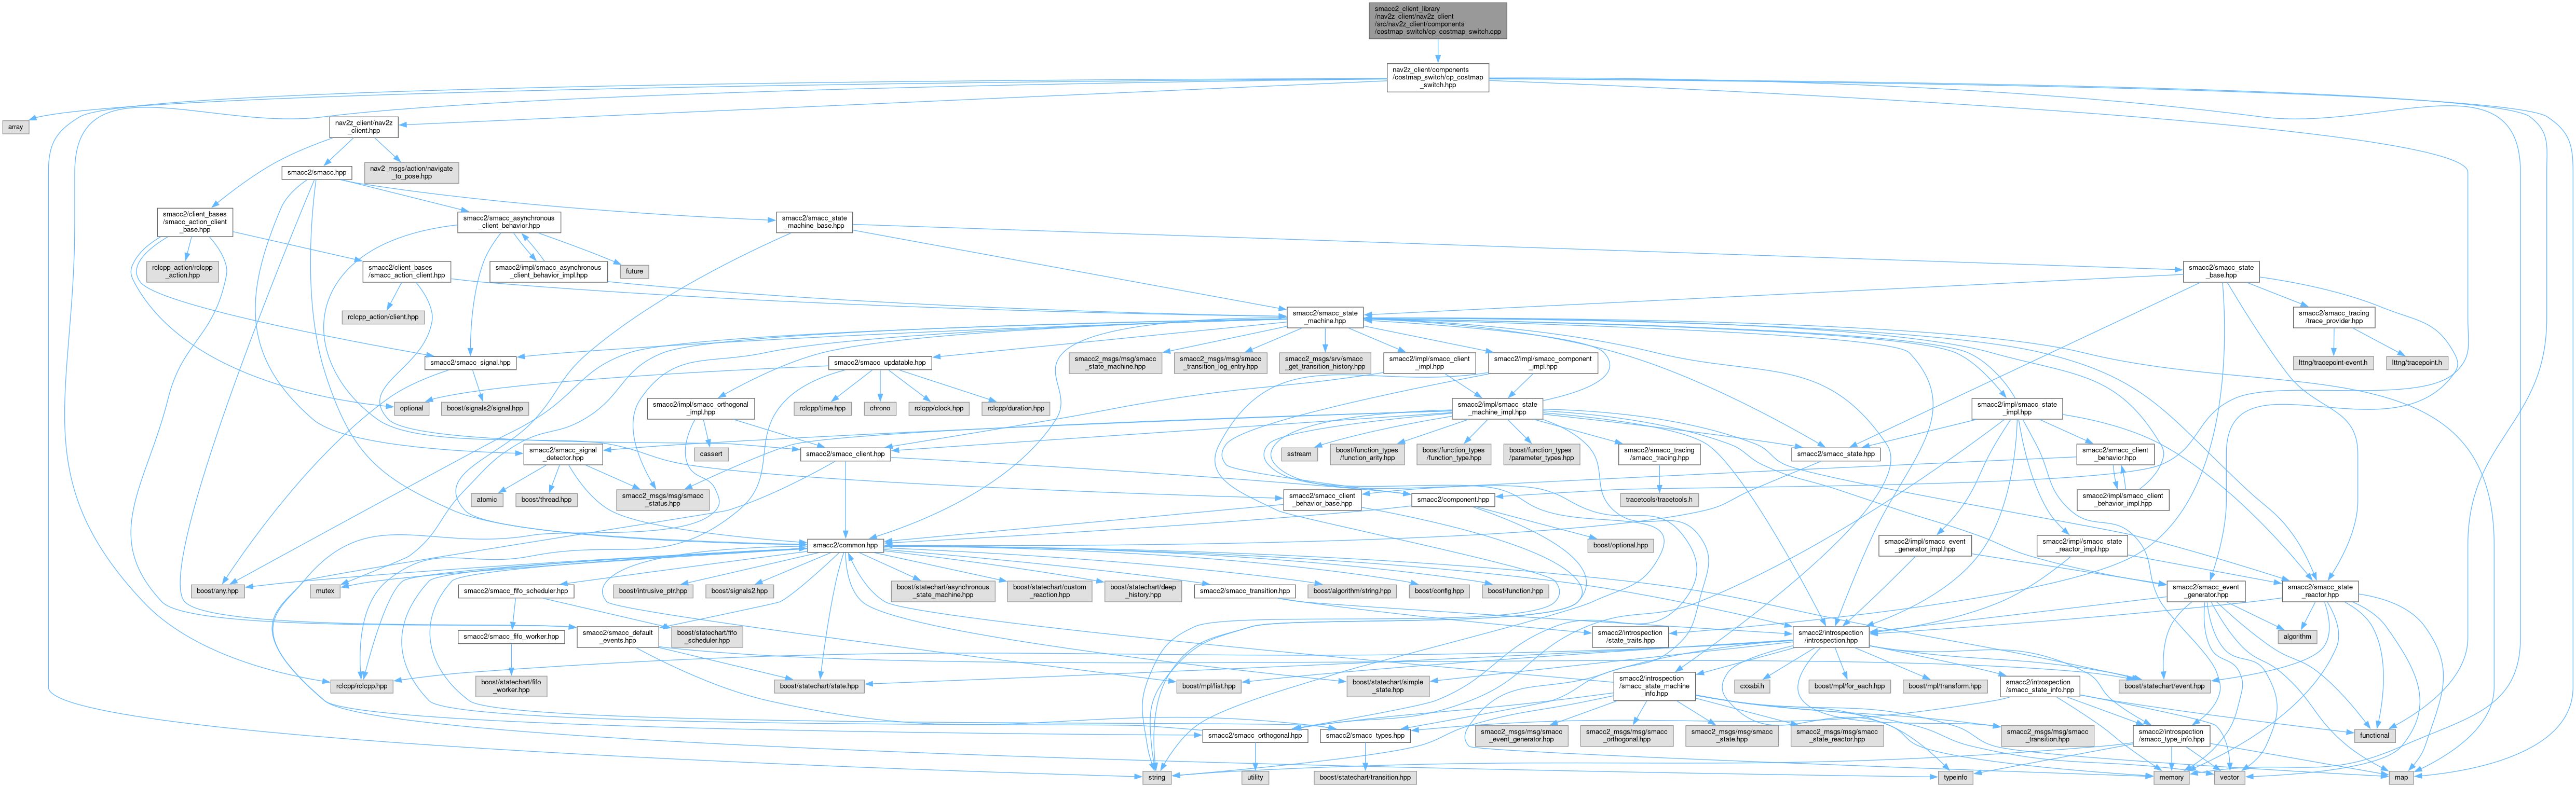 smacc2_client_library
/nav2z_client/nav2z_client
/src/nav2z_client/components
/costmap_switch/cp_costmap_switch.cpp
nav2z_client/components
/costmap_switch/cp_costmap
_switch.hpp
array
nav2z_client/nav2z
_client.hpp
smacc2/smacc.hpp
nav2_msgs/action/navigate
_to_pose.hpp
smacc2/client_bases
/smacc_action_client
_base.hpp
smacc2/smacc_asynchronous
_client_behavior.hpp
smacc2/smacc_state
_machine_base.hpp
rclcpp_action/rclcpp
_action.hpp
smacc2/client_bases
/smacc_action_client.hpp
smacc2/impl/smacc_asynchronous
_client_behavior_impl.hpp
future
smacc2/smacc_state
_base.hpp
rclcpp_action/client.hpp
smacc2/smacc_state
_machine.hpp
smacc2/smacc_tracing
/trace_provider.hpp
smacc2/smacc_signal.hpp
smacc2/smacc_updatable.hpp
smacc2_msgs/msg/smacc
_state_machine.hpp
smacc2_msgs/msg/smacc
_transition_log_entry.hpp
smacc2_msgs/srv/smacc
_get_transition_history.hpp
smacc2/impl/smacc_client
_impl.hpp
smacc2/impl/smacc_component
_impl.hpp
lttng/tracepoint-event.h
lttng/tracepoint.h
optional
boost/signals2/signal.hpp
smacc2/impl/smacc_orthogonal
_impl.hpp
rclcpp/time.hpp
chrono
rclcpp/clock.hpp
rclcpp/duration.hpp
smacc2/impl/smacc_state
_machine_impl.hpp
smacc2/impl/smacc_state
_impl.hpp
smacc2/smacc_signal
_detector.hpp
cassert
smacc2/smacc_client.hpp
sstream
boost/function_types
/function_arity.hpp
boost/function_types
/function_type.hpp
boost/function_types
/parameter_types.hpp
smacc2/smacc_tracing
/smacc_tracing.hpp
smacc2/smacc_state.hpp
smacc2/smacc_client
_behavior.hpp
atomic
boost/thread.hpp
smacc2_msgs/msg/smacc
_status.hpp
smacc2/smacc_client
_behavior_base.hpp
smacc2/component.hpp
tracetools/tracetools.h
smacc2/impl/smacc_client
_behavior_impl.hpp
smacc2/common.hpp
boost/optional.hpp
smacc2/impl/smacc_event
_generator_impl.hpp
smacc2/impl/smacc_state
_reactor_impl.hpp
boost/any.hpp
mutex
smacc2/smacc_fifo_scheduler.hpp
boost/intrusive_ptr.hpp
boost/signals2.hpp
boost/statechart/asynchronous
_state_machine.hpp
boost/statechart/custom
_reaction.hpp
boost/statechart/deep
_history.hpp
smacc2/smacc_transition.hpp
boost/algorithm/string.hpp
boost/config.hpp
boost/function.hpp
smacc2/smacc_event
_generator.hpp
smacc2/smacc_state
_reactor.hpp
smacc2/smacc_fifo_worker.hpp
smacc2/smacc_default
_events.hpp
boost/statechart/fifo
_scheduler.hpp
smacc2/introspection
/state_traits.hpp
smacc2/introspection
/introspection.hpp
algorithm
rclcpp/rclcpp.hpp
boost/statechart/fifo
_worker.hpp
boost/statechart/state.hpp
boost/mpl/list.hpp
boost/statechart/simple
_state.hpp
smacc2/introspection
/smacc_state_machine
_info.hpp
cxxabi.h
boost/mpl/for_each.hpp
boost/mpl/transform.hpp
smacc2/introspection
/smacc_state_info.hpp
boost/statechart/event.hpp
smacc2/smacc_orthogonal.hpp
smacc2/smacc_types.hpp
smacc2_msgs/msg/smacc
_event_generator.hpp
smacc2_msgs/msg/smacc
_orthogonal.hpp
smacc2_msgs/msg/smacc
_state.hpp
smacc2_msgs/msg/smacc
_state_reactor.hpp
smacc2_msgs/msg/smacc
_transition.hpp
smacc2/introspection
/smacc_type_info.hpp
functional
string
utility
boost/statechart/transition.hpp
typeinfo
memory
vector
map